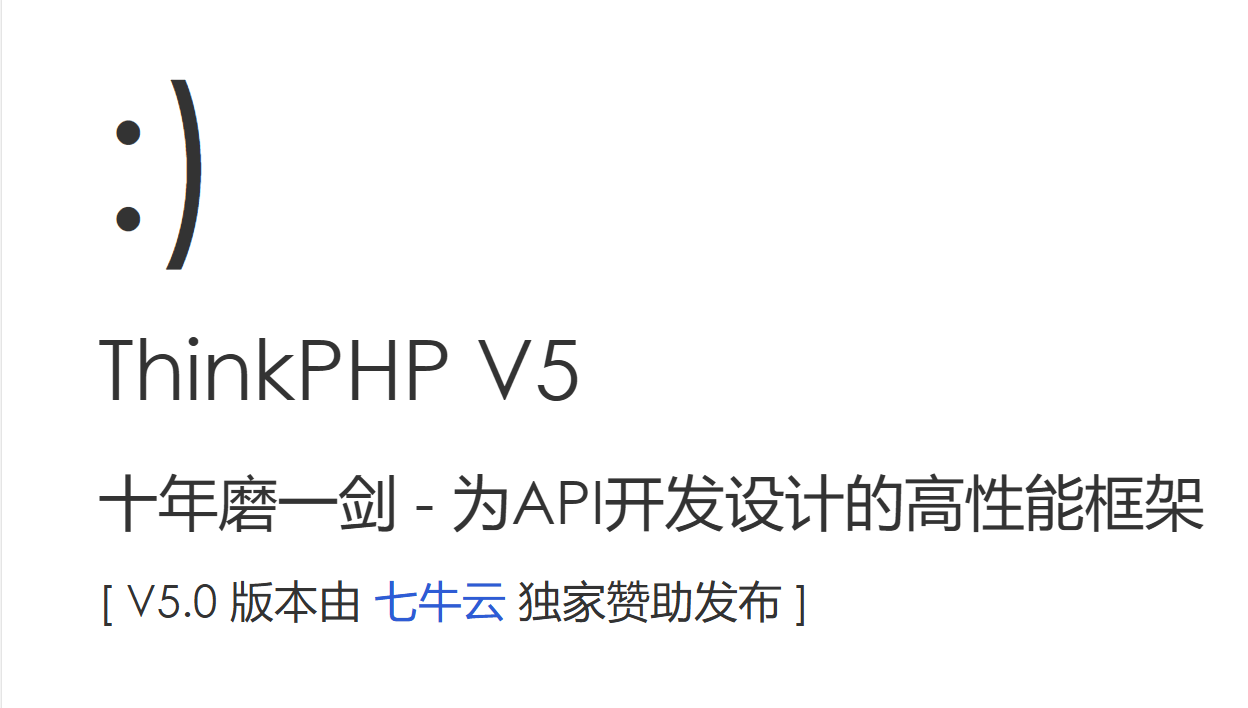 :)
ThinkPHP V5
十年磨一剑 - 为API开发设计的高性能框架
[ V5.0 版本由 七牛云 独家赞助发布 ]